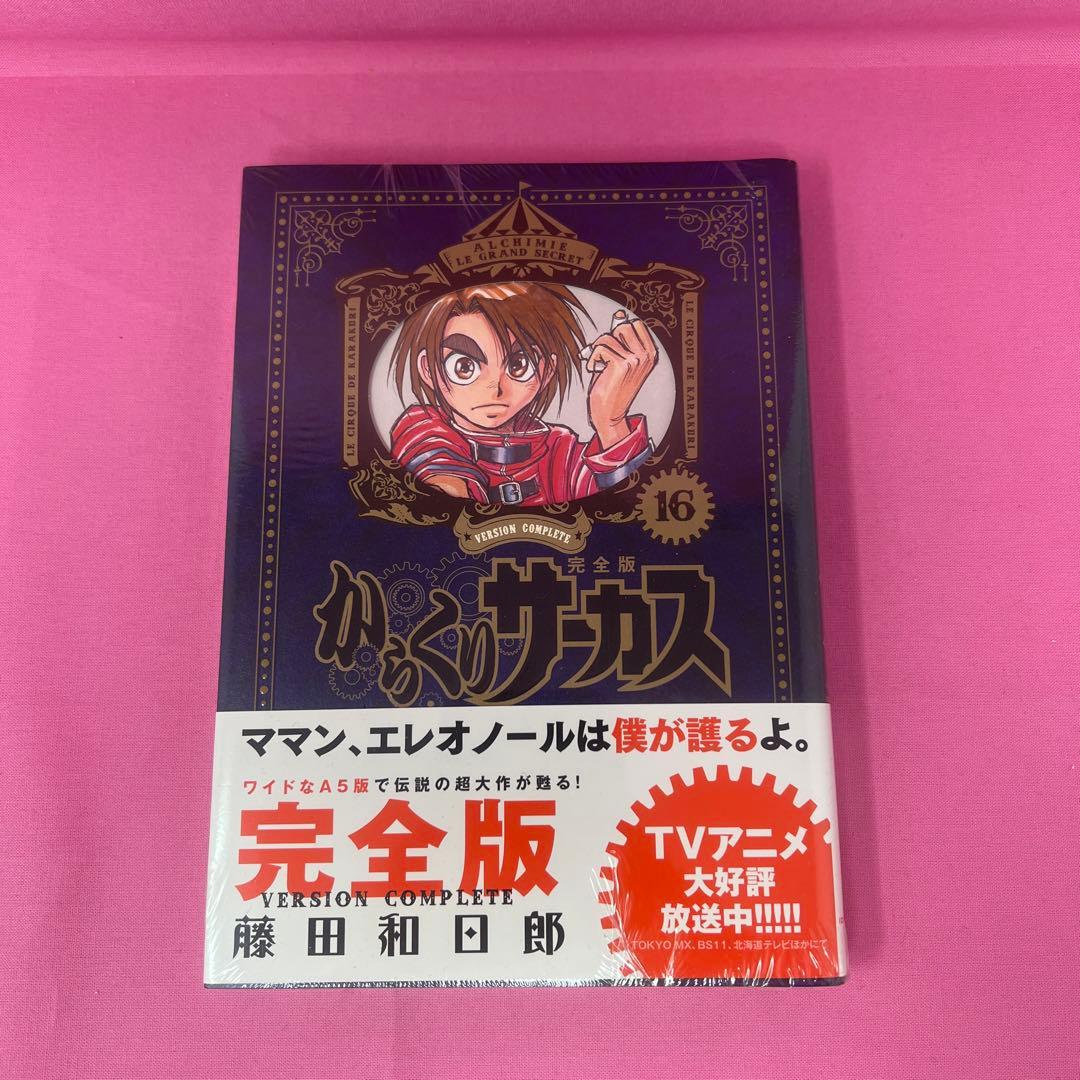 ALCHIMIE
LE GRAND SECRET
LE CIRQUE DE KARAKURI
LE CIRQUE DE KARAKURI
16
VERSION COMPLETE
完全版
からくりサーカス
ママン、エレオノールは僕が護るよ。
ワイドなA5版で伝説の超大作が甦る!
完全版
VERSION COMPLETE
藤田和日郎
TVアニメ
大好評
放送中!!!!!
TOKYO MX、BS11、北海道テレビほかにて